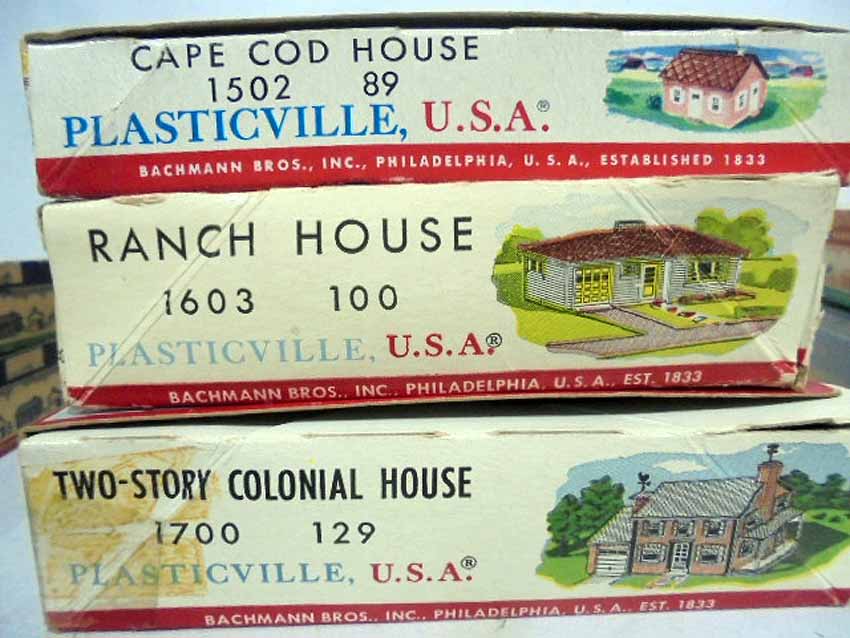 CAPE COD HOUSE
1502 89
PLASTICVILLE, U.S.A.®
BACHMANN BROS., INC., PHILADELPHIA, U. S. A., ESTABLISHED 1833
RANCH HOUSE
1603 100
PLASTICVILLE, U.S.A.®
BACHMANN BROS., INC., PHILADELPHIA, U.S.A., EST. 1833
TWO-STORY COLONIAL HOUSE
1700 129
PLASTICVILLE, U.S.A.®
BACHMANN BROS., INC., PHILADELPHIA, U.S.A., EST. 1833